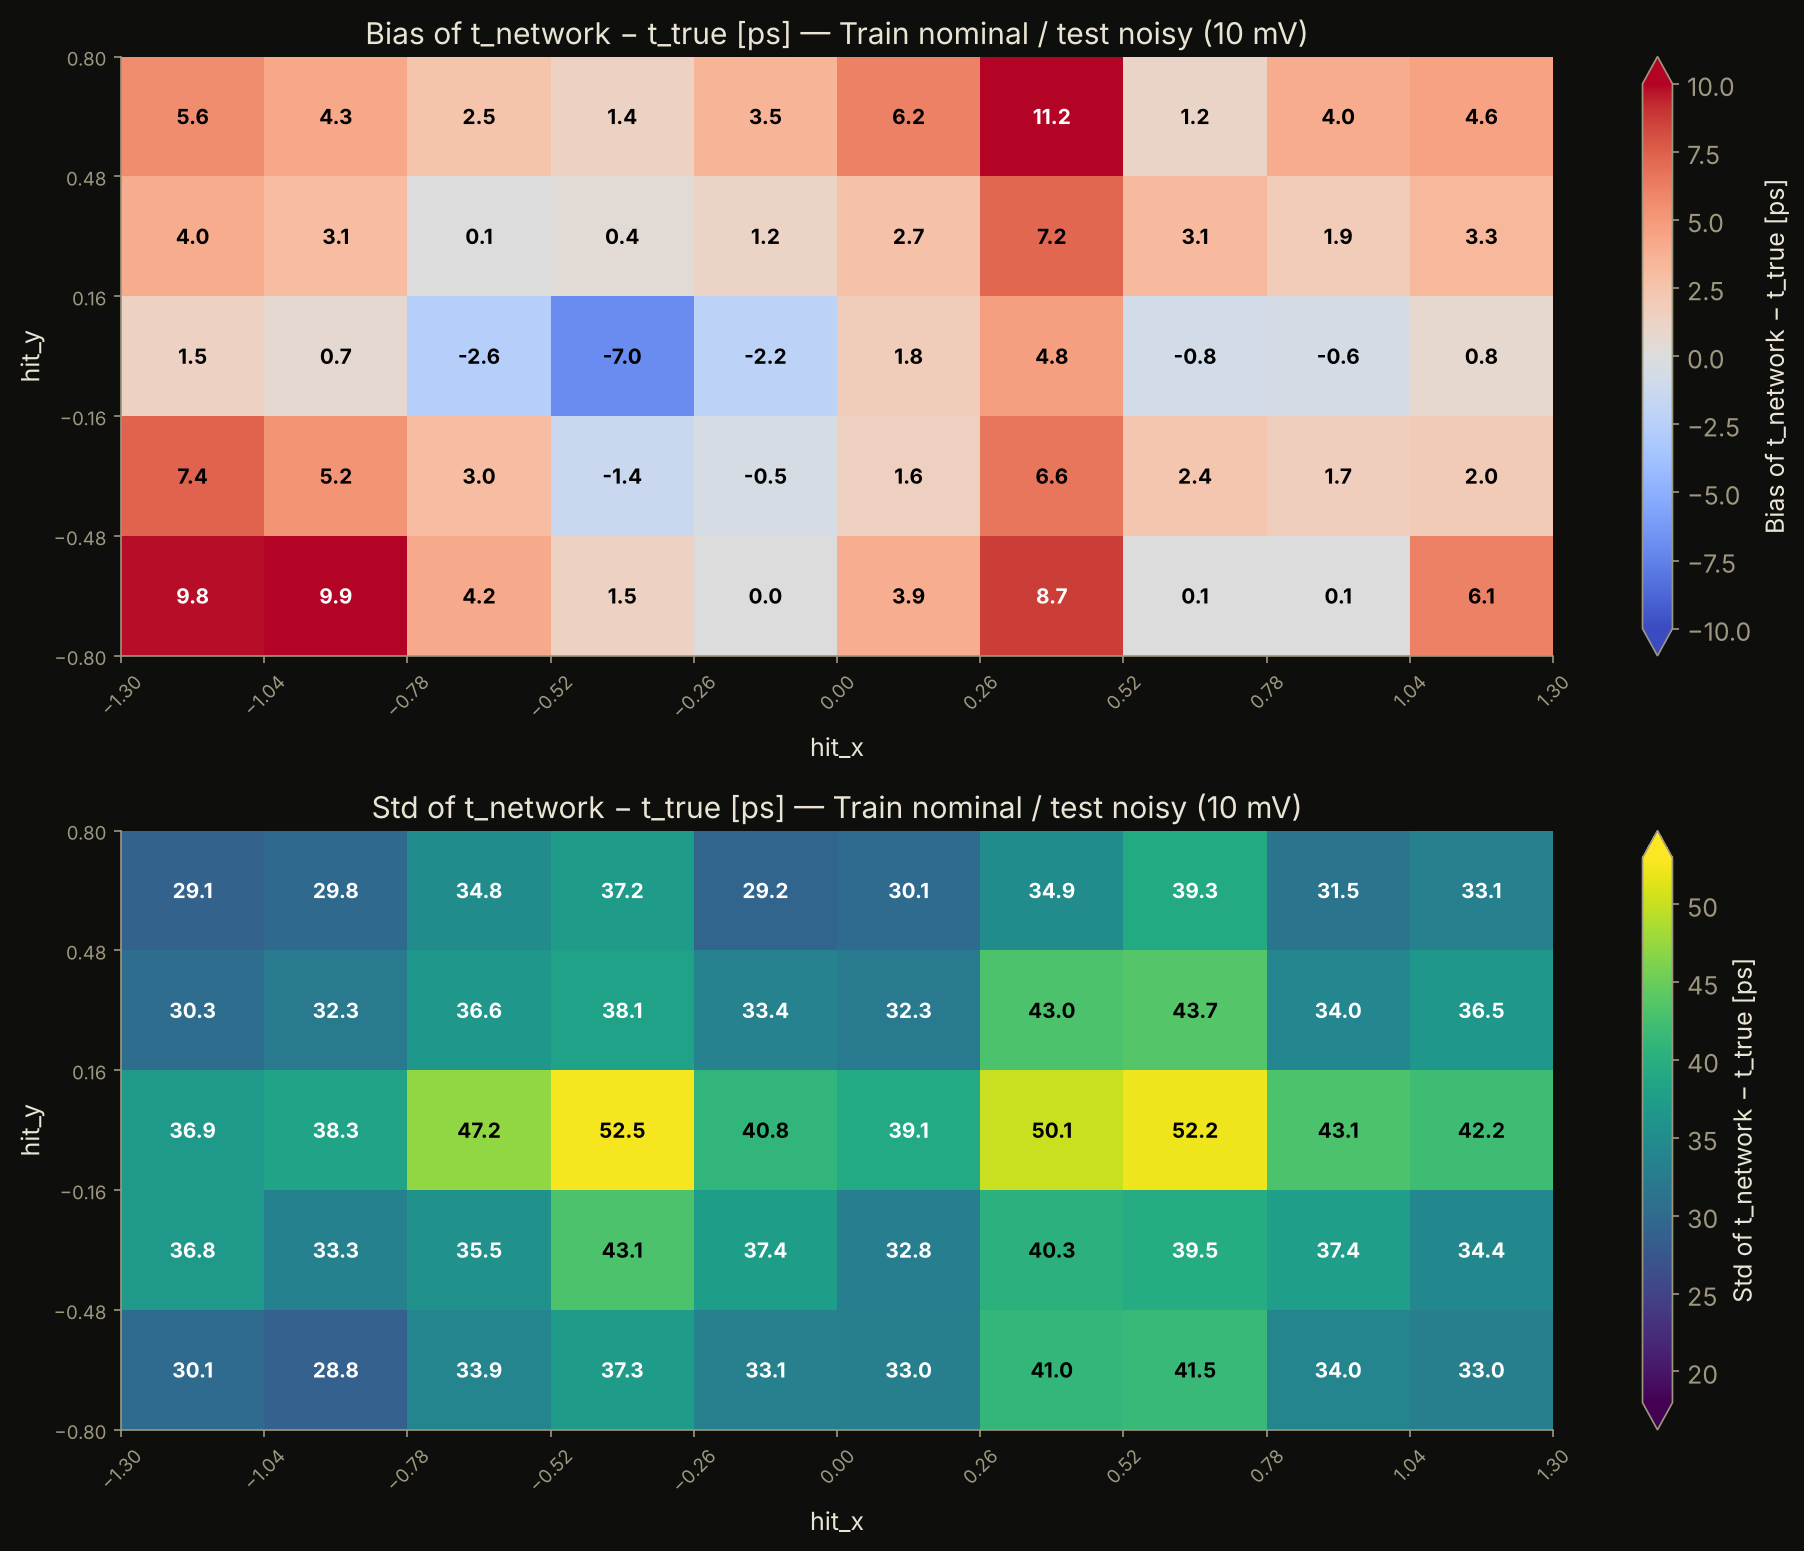 Bias of t_network − t_true [ps] — Train nominal / test noisy (10 mV)
0.80
5.6 4.3 2.5 1.4 3.5 6.2 11.2 1.2 4.0 4.6
0.48
4.0 3.1 0.1 0.4 1.2 2.7 7.2 3.1 1.9 3.3
0.16
1.5 0.7 -2.6 -7.0 -2.2 1.8 4.8 -0.8 -0.6 0.8
−0.16
7.4 5.2 3.0 -1.4 -0.5 1.6 6.6 2.4 1.7 2.0
−0.48
9.8 9.9 4.2 1.5 0.0 3.9 8.7 0.1 0.1 6.1
−0.80
hit_y
−1.30 −1.04 −0.78 −0.52 −0.26 0.00 0.26 0.52 0.78 1.04 1.30
hit_x
10.0
7.5
5.0
2.5
0.0
−2.5
−5.0
−7.5
−10.0
Bias of t_network − t_true [ps]
Std of t_network − t_true [ps] — Train nominal / test noisy (10 mV)
0.80
29.1 29.8 34.8 37.2 29.2 30.1 34.9 39.3 31.5 33.1
0.48
30.3 32.3 36.6 38.1 33.4 32.3 43.0 43.7 34.0 36.5
0.16
36.9 38.3 47.2 52.5 40.8 39.1 50.1 52.2 43.1 42.2
−0.16
36.8 33.3 35.5 43.1 37.4 32.8 40.3 39.5 37.4 34.4
−0.48
30.1 28.8 33.9 37.3 33.1 33.0 41.0 41.5 34.0 33.0
−0.80
hit_y
−1.30 −1.04 −0.78 −0.52 −0.26 0.00 0.26 0.52 0.78 1.04 1.30
hit_x
50
45
40
35
30
25
20
Std of t_network − t_true [ps]